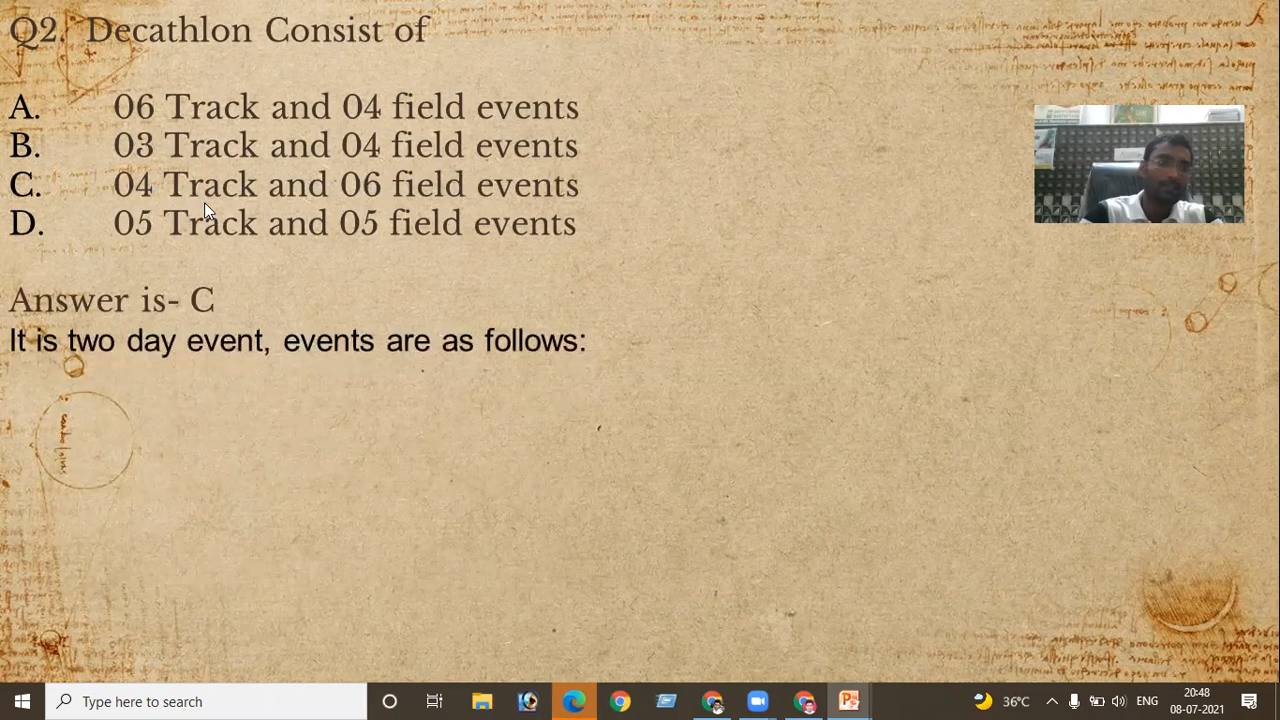 Q2. Decathlon Consist of
A. 06 Track and 04 field events
B. 03 Track and 04 field events
C. 04 Track and 06 field events
D. 05 Track and 05 field events
Answer is- C
It is two day event, events are as follows:
Type here to search
36°C
ENG
20:48
08-07-2021